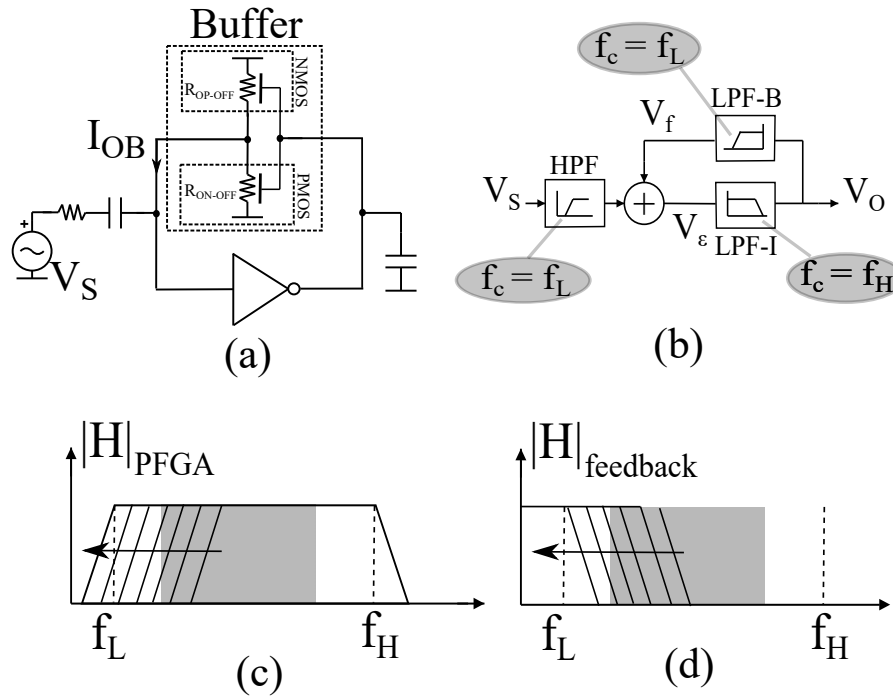 Buffer
R_OP-OFF
NMOS
I_OB
R_ON-OFF
PMOS
+
V_S
(a)
f_c = f_L
LPF-B
V_f
HPF
V_S
+
V_O
V_ε
LPF-I
f_c = f_L
f_c = f_H
(b)
|H|_PFGA
f_L
f_H
(c)
|H|_feedback
f_L
f_H
(d)